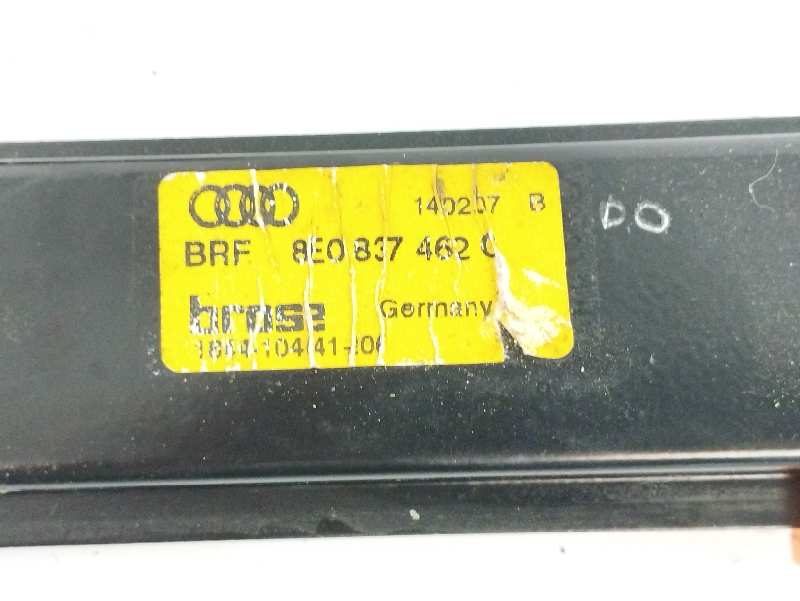 140207 B
BRF 8E0 837 462 C
brose Germany
DO